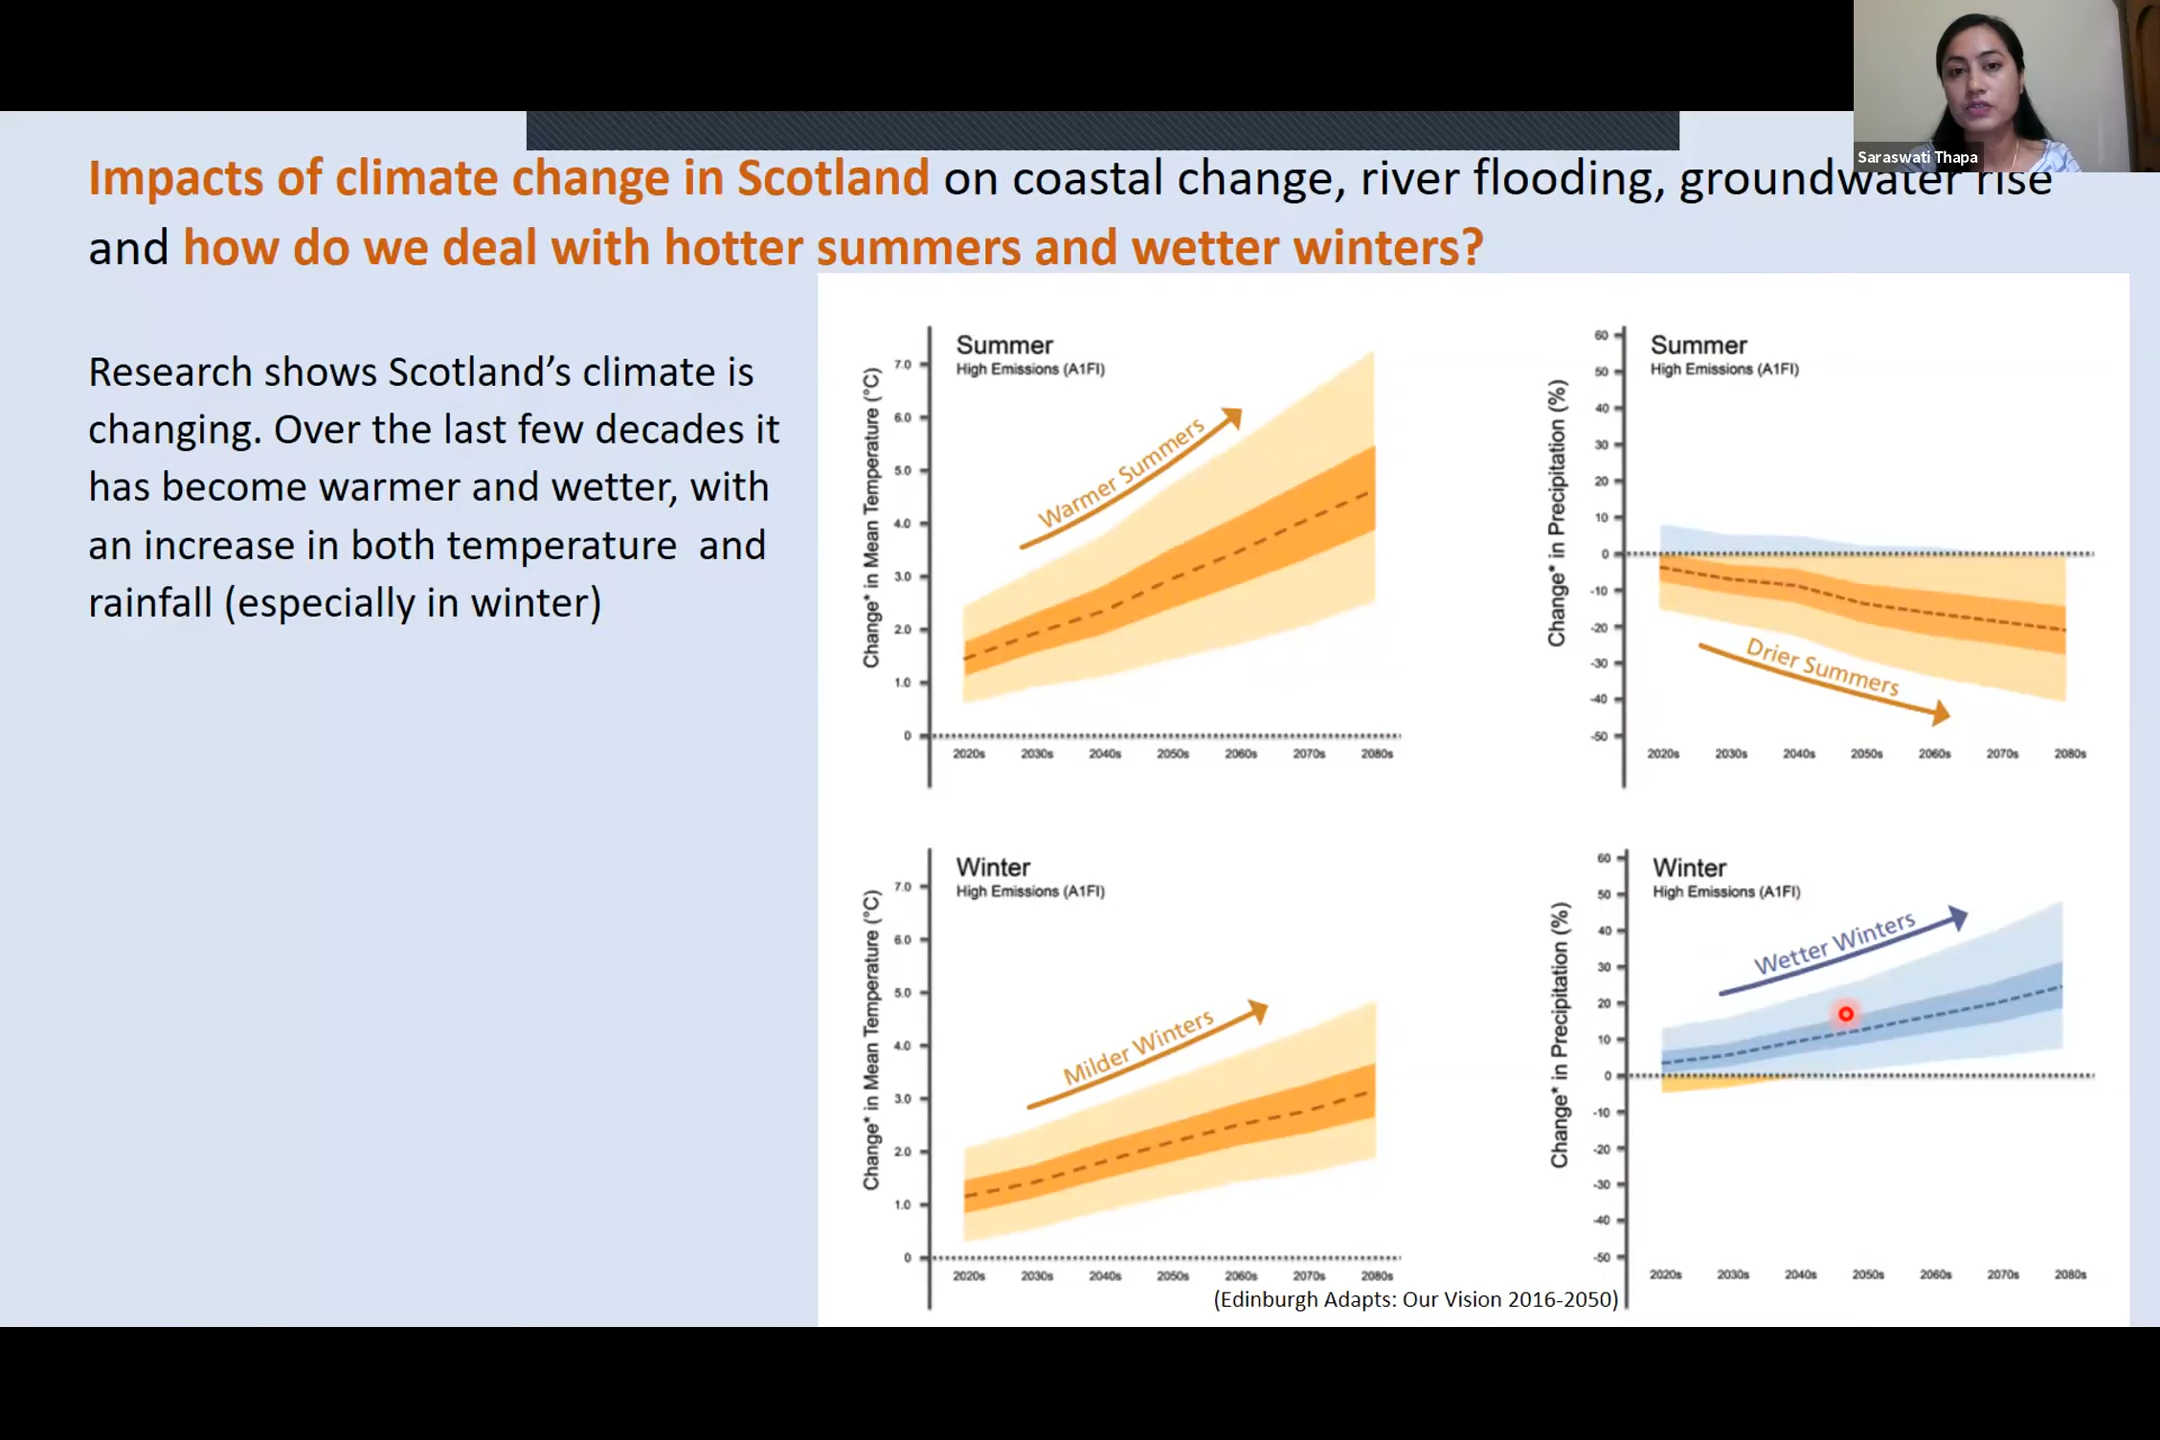 Saraswati Thapa
Impacts of climate change in Scotland on coastal change, river flooding, groundwater rise
and how do we deal with hotter summers and wetter winters?
Research shows Scotland’s climate is
changing. Over the last few decades it
has become warmer and wetter, with
an increase in both temperature and
rainfall (especially in winter)
Summer
High Emissions (A1FI)
Change* in Mean Temperature (°C)
7.0
6.0
5.0
4.0
3.0
2.0
1.0
0
Warmer Summers
2020s 2030s 2040s 2050s 2060s 2070s 2080s
Summer
High Emissions (A1FI)
Change* in Precipitation (%)
60
50
40
30
20
10
0
-10
-20
-30
-40
-50
Drier Summers
2020s 2030s 2040s 2050s 2060s 2070s 2080s
Winter
High Emissions (A1FI)
Change* in Mean Temperature (°C)
7.0
6.0
5.0
4.0
3.0
2.0
1.0
0
Milder Winters
2020s 2030s 2040s 2050s 2060s 2070s 2080s
Winter
High Emissions (A1FI)
Change* in Precipitation (%)
60
50
40
30
20
10
0
-10
-20
-30
-40
-50
Wetter Winters
2020s 2030s 2040s 2050s 2060s 2070s 2080s
(Edinburgh Adapts: Our Vision 2016-2050)